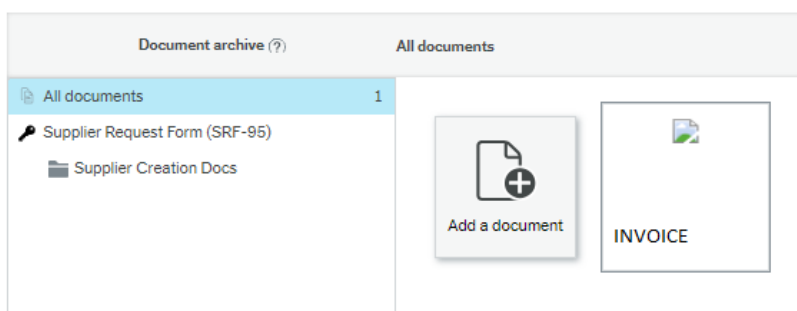 Document archive (?)
All documents
All documents 1
Supplier Request Form (SRF-95)
Supplier Creation Docs
Add a document
INVOICE